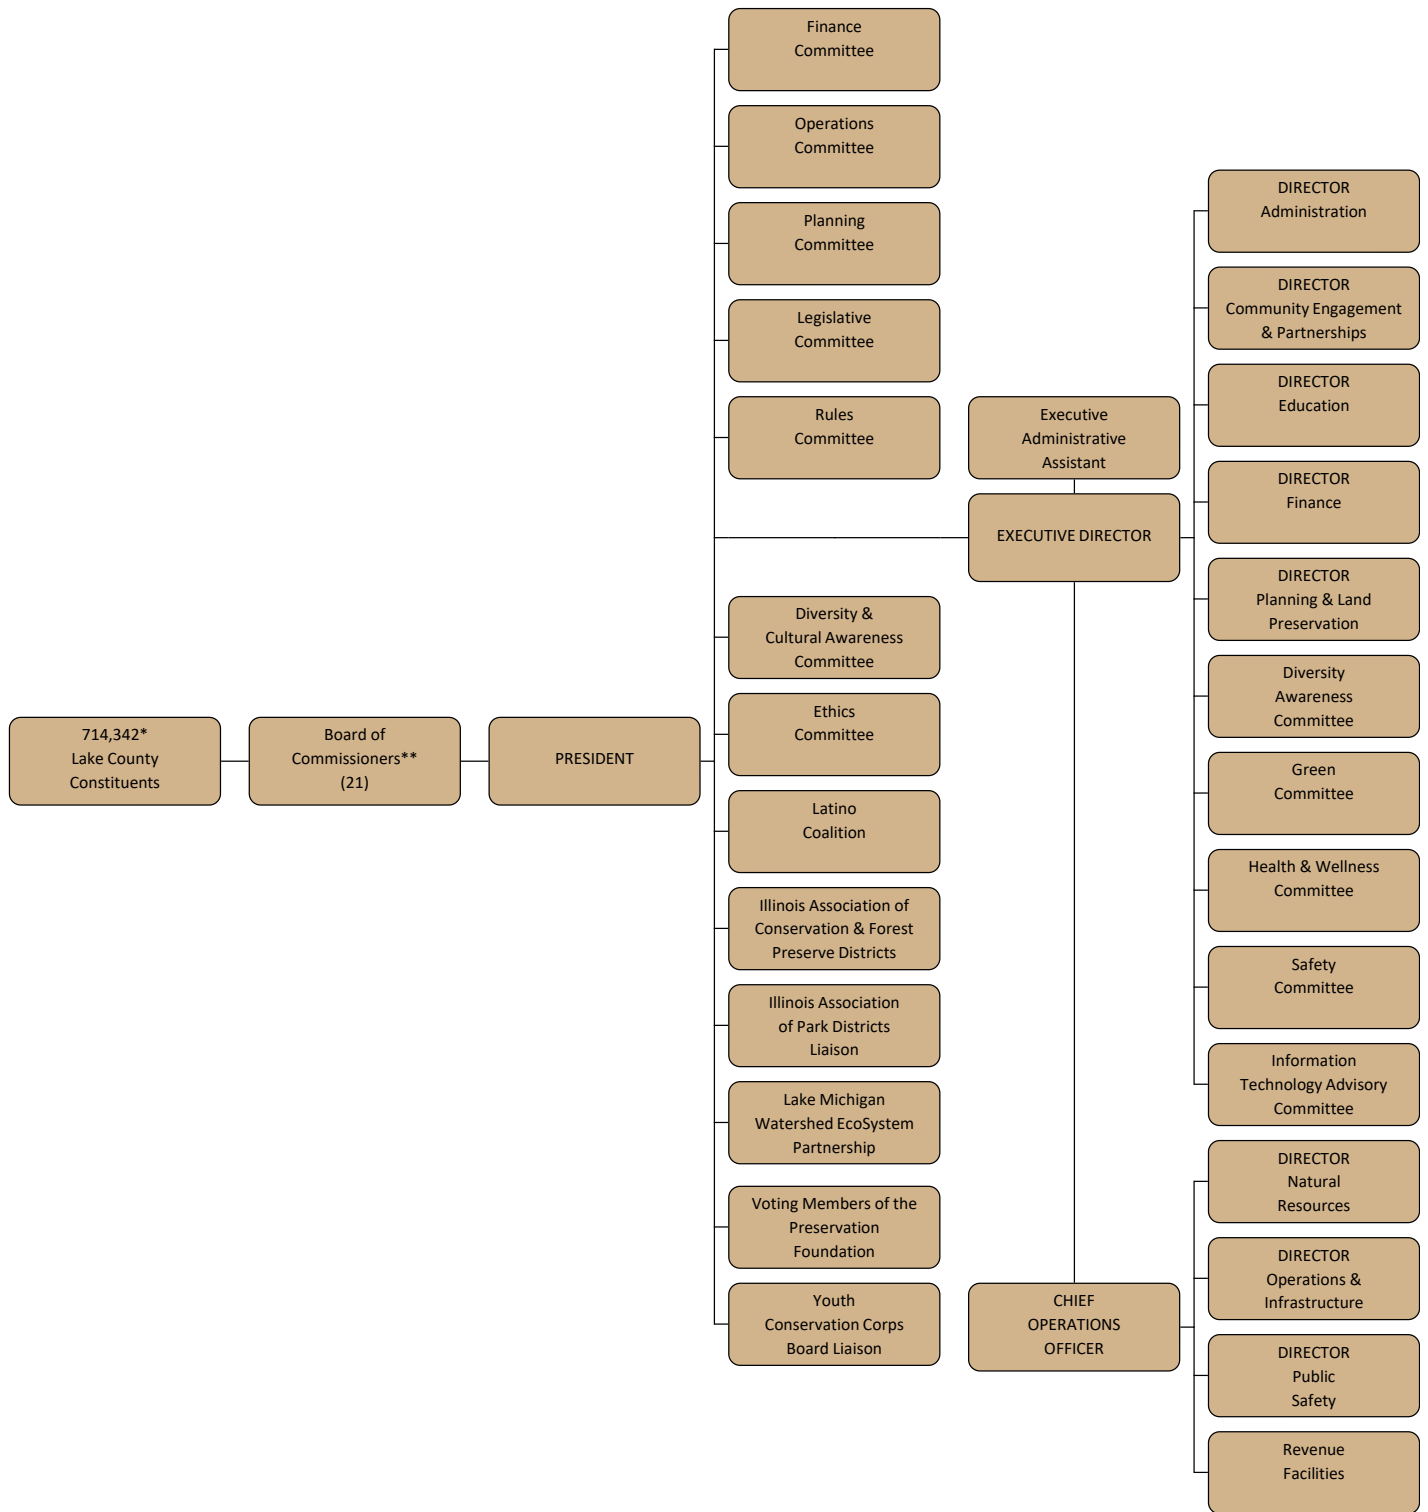 714,342*
Lake County
Constituents
Board of
Commissioners**
(21)
PRESIDENT
Finance
Committee
Operations
Committee
Planning
Committee
Legislative
Committee
Rules
Committee
Diversity &
Cultural Awareness
Committee
Ethics
Committee
Latino
Coalition
Illinois Association of
Conservation & Forest
Preserve Districts
Illinois Association
of Park Districts
Liaison
Lake Michigan
Watershed EcoSystem
Partnership
Voting Members of the
Preservation
Foundation
Youth
Conservation Corps
Board Liaison
Executive
Administrative
Assistant
EXECUTIVE DIRECTOR
CHIEF
OPERATIONS
OFFICER
DIRECTOR
Administration
DIRECTOR
Community Engagement
& Partnerships
DIRECTOR
Education
DIRECTOR
Finance
DIRECTOR
Planning & Land
Preservation
Diversity
Awareness
Committee
Green
Committee
Health & Wellness
Committee
Safety
Committee
Information
Technology Advisory
Committee
DIRECTOR
Natural
Resources
DIRECTOR
Operations &
Infrastructure
DIRECTOR
Public
Safety
Revenue
Facilities